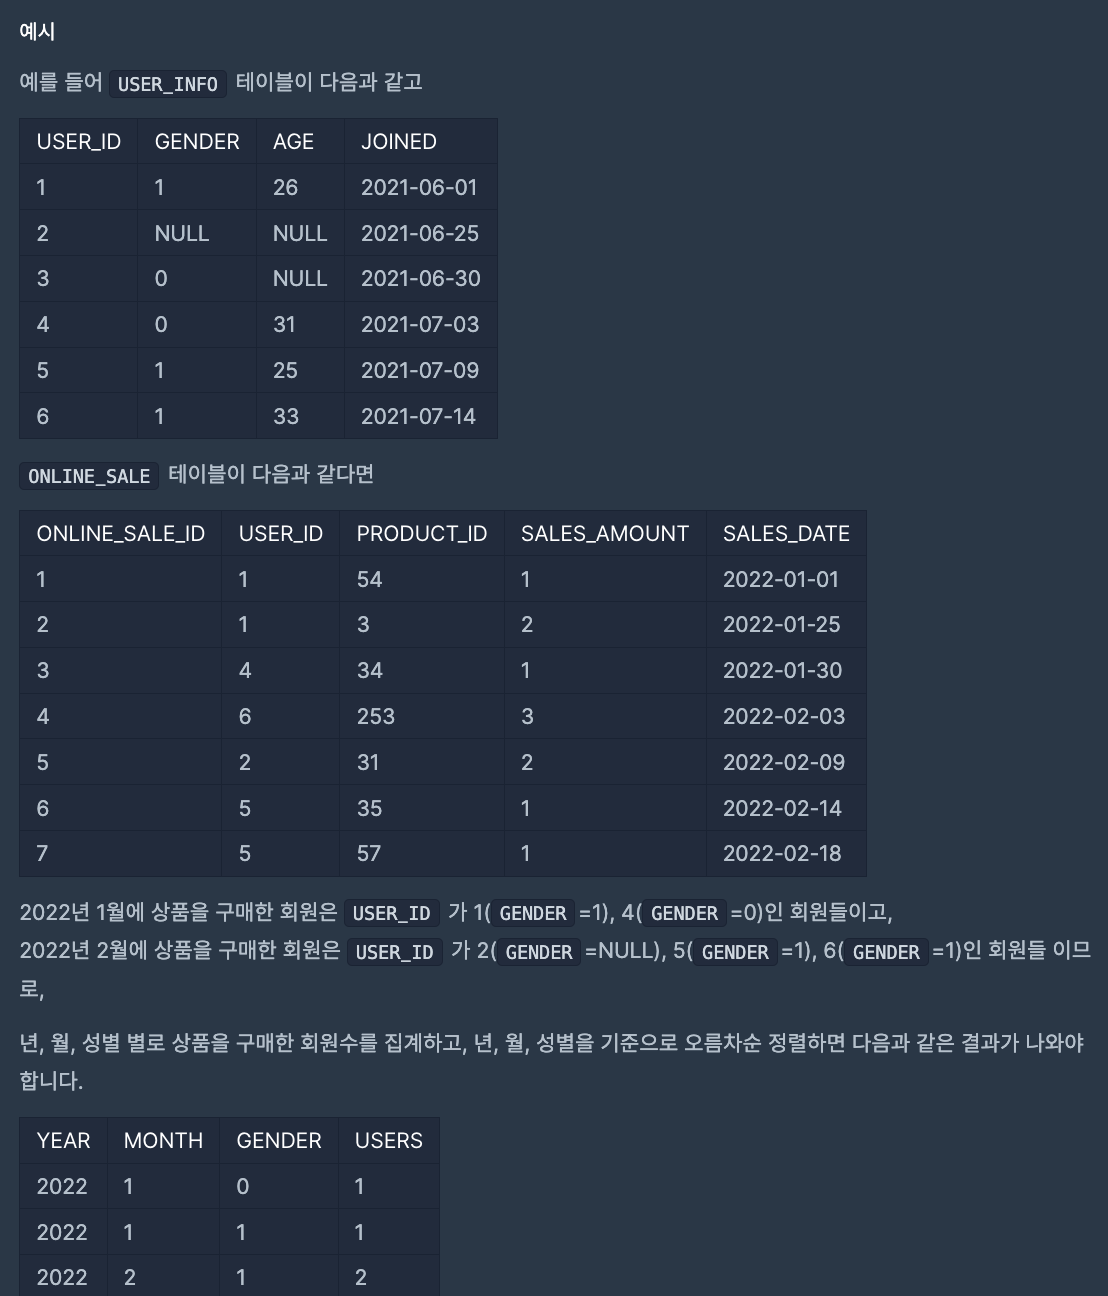 예시
예를 들어 USER_INFO 테이블이 다음과 같고
USER_ID GENDER AGE JOINED
1 1 26 2021-06-01
2 NULL NULL 2021-06-25
3 0 NULL 2021-06-30
4 0 31 2021-07-03
5 1 25 2021-07-09
6 1 33 2021-07-14
ONLINE_SALE 테이블이 다음과 같다면
ONLINE_SALE_ID USER_ID PRODUCT_ID SALES_AMOUNT SALES_DATE
1 1 54 1 2022-01-01
2 1 3 2 2022-01-25
3 4 34 1 2022-01-30
4 6 253 3 2022-02-03
5 2 31 2 2022-02-09
6 5 35 1 2022-02-14
7 5 57 1 2022-02-18
2022년 1월에 상품을 구매한 회원은 USER_ID 가 1( GENDER =1), 4( GENDER =0)인 회원들이고,
2022년 2월에 상품을 구매한 회원은 USER_ID 가 2( GENDER =NULL), 5( GENDER =1), 6( GENDER =1)인 회원들 이므
로,
년, 월, 성별 별로 상품을 구매한 회원수를 집계하고, 년, 월, 성별을 기준으로 오름차순 정렬하면 다음과 같은 결과가 나와야
합니다.
YEAR MONTH GENDER USERS
2022 1 0 1
2022 1 1 1
2022 2 1 2